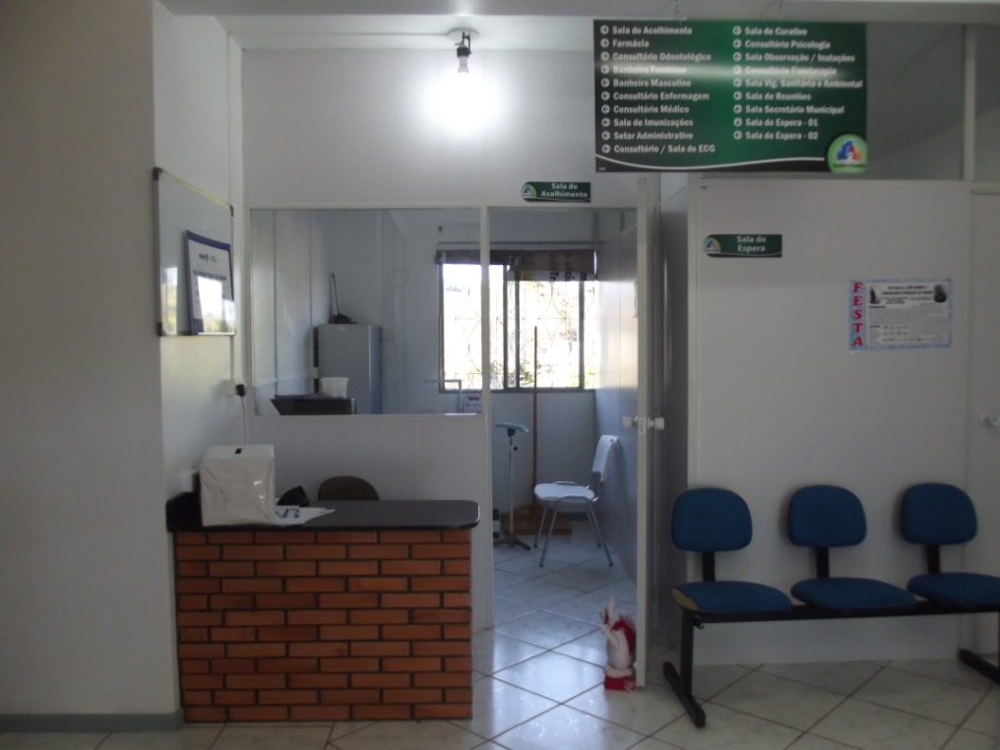 Sala de Acolhimento
Farmácia
Consultório Odontológico
Banheiro Feminino
Banheiro Masculino
Consultório Enfermagem
Consultório Médico
Sala de Imunizações
Setor Administrativo
Consultório / Sala de ECG
Sala de Curativo
Consultório Psicologia
Sala Observação / Inalações
Consultório Fisioterapia
Sala Vig. Sanitária e Ambiental
Sala de Reuniões
Sala Secretário Municipal
Sala de Espera - 01
Sala de Espera - 02
Sala de
Acolhimento
Sala de
Espera
FESTA